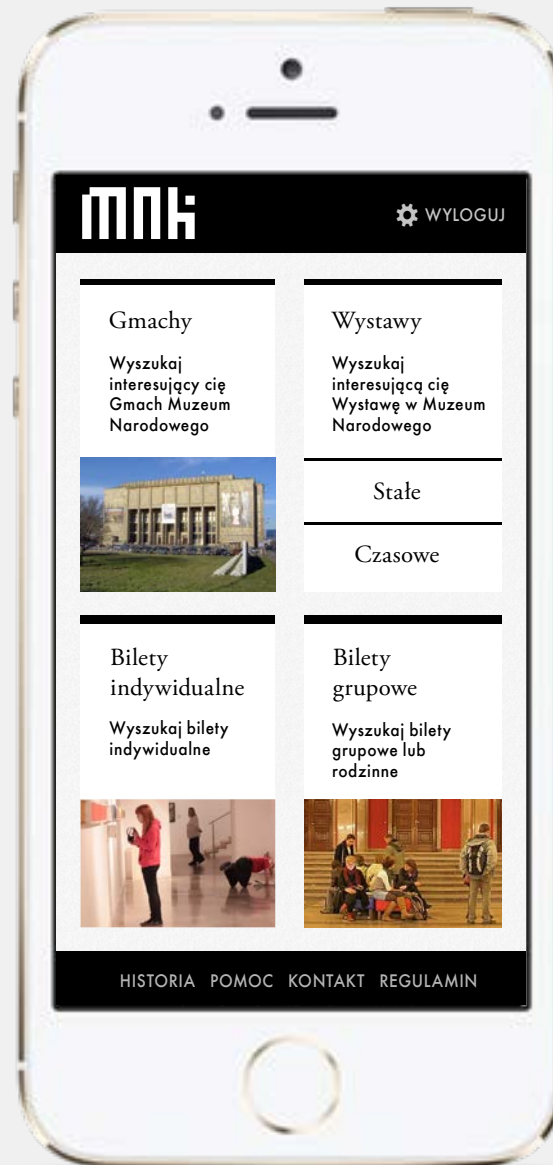 mnk
WYLOGUJ
Gmachy
Wyszukaj
interesujący cię
Gmach Muzeum
Narodowego
Wystawy
Wyszukaj
interesującą cię
Wystawę w Muzeum
Narodowego
Stałe
Czasowe
Bilety
indywidualne
Wyszukaj bilety
indywidualne
Bilety
grupowe
Wyszukaj bilety
grupowe lub
rodzinne
HISTORIA POMOC KONTAKT REGULAMIN